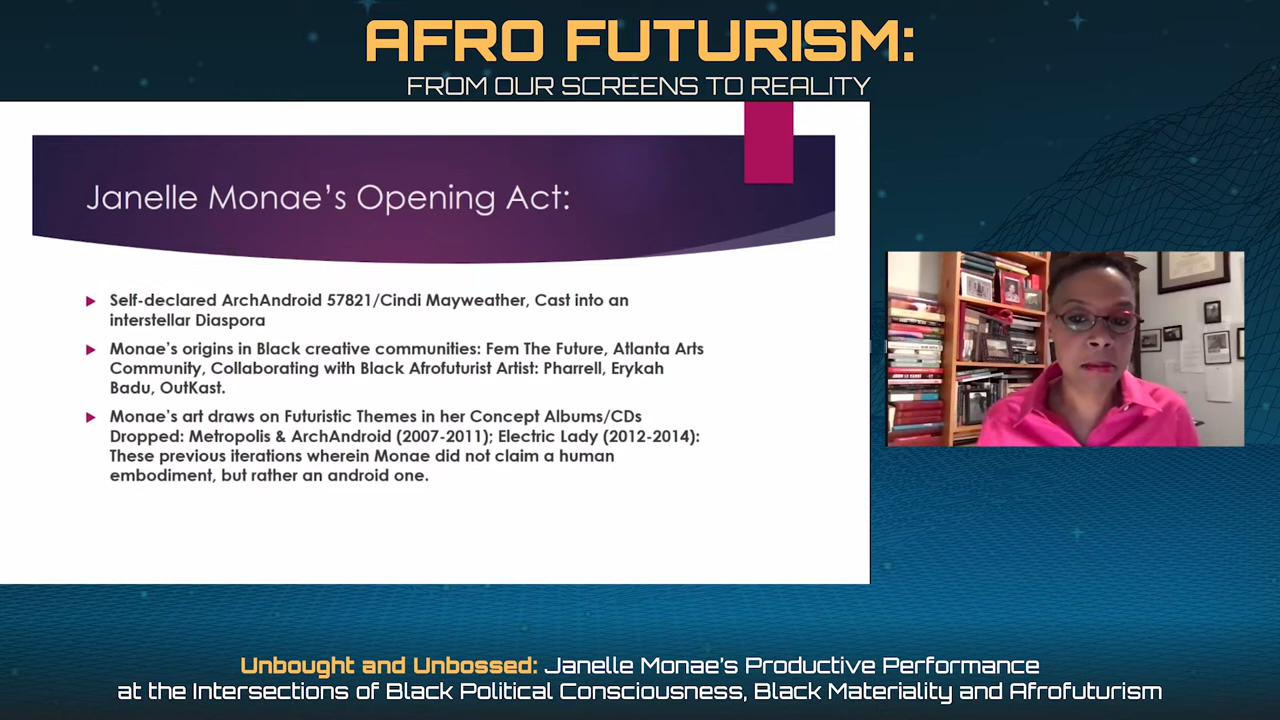 AFRO FUTURISM:
FROM OUR SCREENS TO REALITY
Janelle Monae's Opening Act:
Self-declared ArchAndroid 57821/Cindi Mayweather, Cast into an
interstellar Diaspora
Monae's origins in Black creative communities: Fem The Future, Atlanta Arts
Community, Collaborating with Black Afrofuturist Artist: Pharrell, Erykah
Badu, OutKast.
Monae's art draws on Futuristic Themes in her Concept Albums/CDs
Dropped: Metropolis & ArchAndroid (2007-2011); Electric Lady (2012-2014):
These previous iterations wherein Monae did not claim a human
embodiment, but rather an android one.
Unbought and Unbossed: Janelle Monae's Productive Performance
at the Intersections of Black Political Consciousness, Black Materiality and Afrofuturism